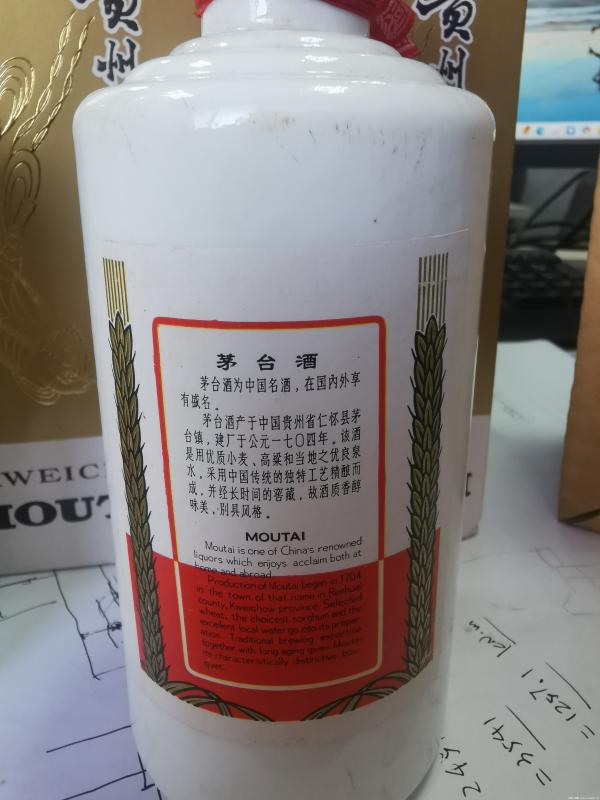 贵州
贵州
茅台酒
茅台酒为中国名酒，在国内外享
有盛名。
茅台酒产于中国贵州省仁怀县茅
台镇，建厂于公元一七〇四年。该酒
是用优质小麦、高粱和当地之优良泉
水，采用中国传统的独特工艺精酿而
成，并经长时间的窖藏，故酒质香醇
味美，别具风格。
MOUTAI
Moutai is one of China's renowned
liquors which enjoys acclaim both at
home and abroad.
Production of Moutai began in 1704
in the town of that name in Renhuai
county, Kweichow province. Selected
wheat, the choicest sorghum and the
excellent local water go into its prepar-
ation. Traditional brewing expertise
together with long aging gives Moutai
its characteristically distinctive bou-
quet.
KWEIC
MOUT
=1257.1
=3541